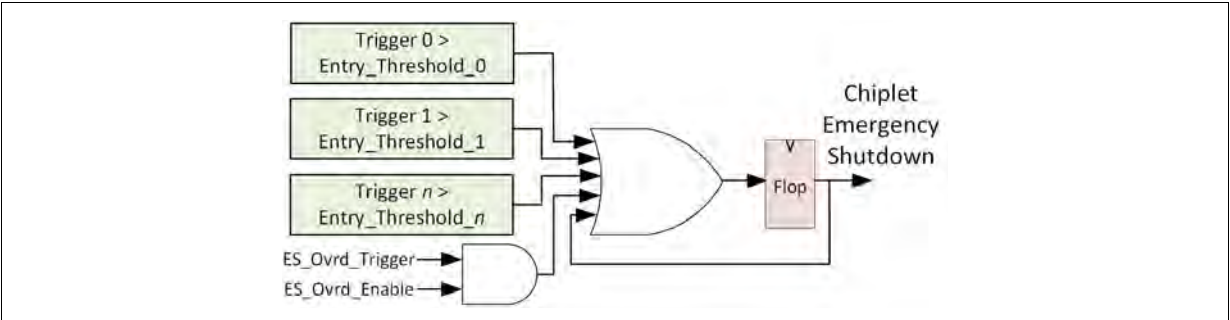 Trigger 0 >
Entry_Threshold_0
Trigger 1 >
Entry_Threshold_1
Trigger n >
Entry_Threshold_n
ES_Ovrd_Trigger
ES_Ovrd_Enable
Flop
Chiplet
Emergency
Shutdown